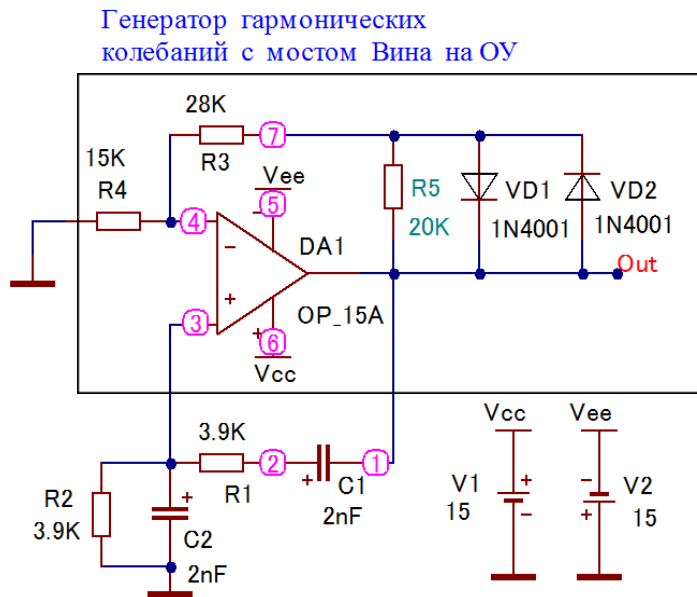 Генератор гармонических
колебаний с мостом Вина на ОУ
28K
7
15K
R3
Vee
R4
5
R5
VD1
VD2
4
20K
1N4001
1N4001
−
DA1
Out
+
3
OP_15A
6
+
Vcc
3.9K
Vcc
Vee
2
1
R1
+
C1
R2
+
2nF
V1
+
−
V2
3.9K
C2
15
−
+
15
2nF